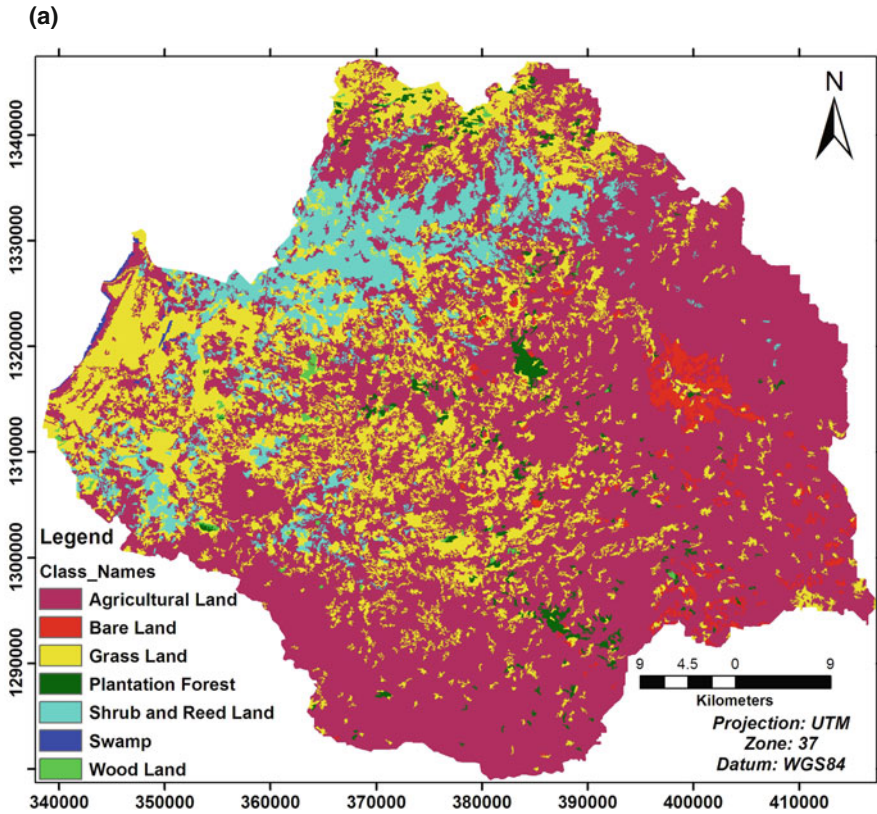 (a)
N
1340000
1330000
1320000
1310000
1300000
1290000
Legend
Class_Names
Agricultural Land
Bare Land
Grass Land
Plantation Forest
Shrub and Reed Land
Swamp
Wood Land
9 4.5 0 9
Kilometers
Projection: UTM
Zone: 37
Datum: WGS84
340000 350000 360000 370000 380000 390000 400000 410000